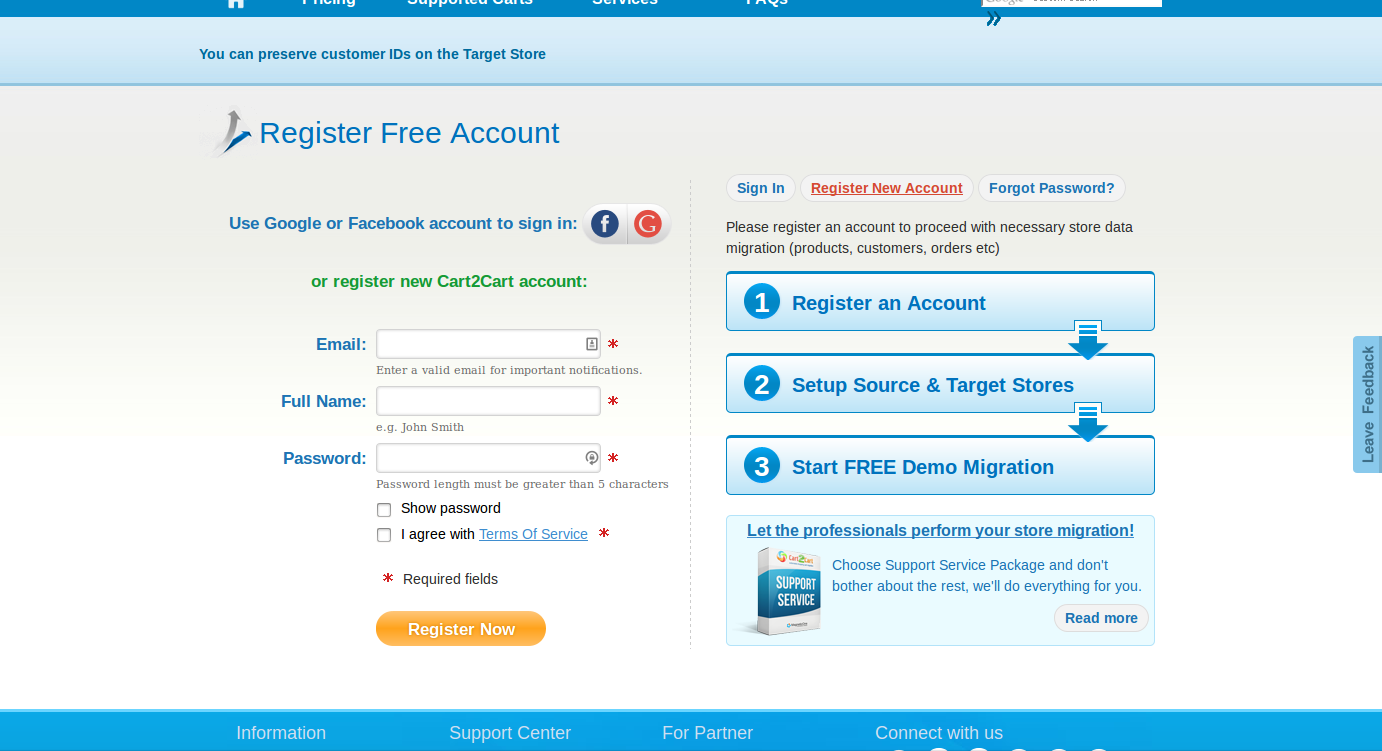 Pricing
Supported Carts
Services
FAQs
You can preserve customer IDs on the Target Store
Register Free Account
Use Google or Facebook account to sign in:
f
G
or register new Cart2Cart account:
Email:
*
Enter a valid email for important notifications.
Full Name:
*
e.g. John Smith
Password:
*
Password length must be greater than 5 characters
Show password
I agree with Terms Of Service *
* Required fields
Register Now
Sign In
Register New Account
Forgot Password?
Please register an account to proceed with necessary store data
migration (products, customers, orders etc)
1 Register an Account
2 Setup Source & Target Stores
3 Start FREE Demo Migration
Let the professionals perform your store migration!
Cart2Cart
SUPPORT
SERVICE
Choose Support Service Package and don't
bother about the rest, we'll do everything for you.
Read more
Leave Feedback
Information
Support Center
For Partner
Connect with us